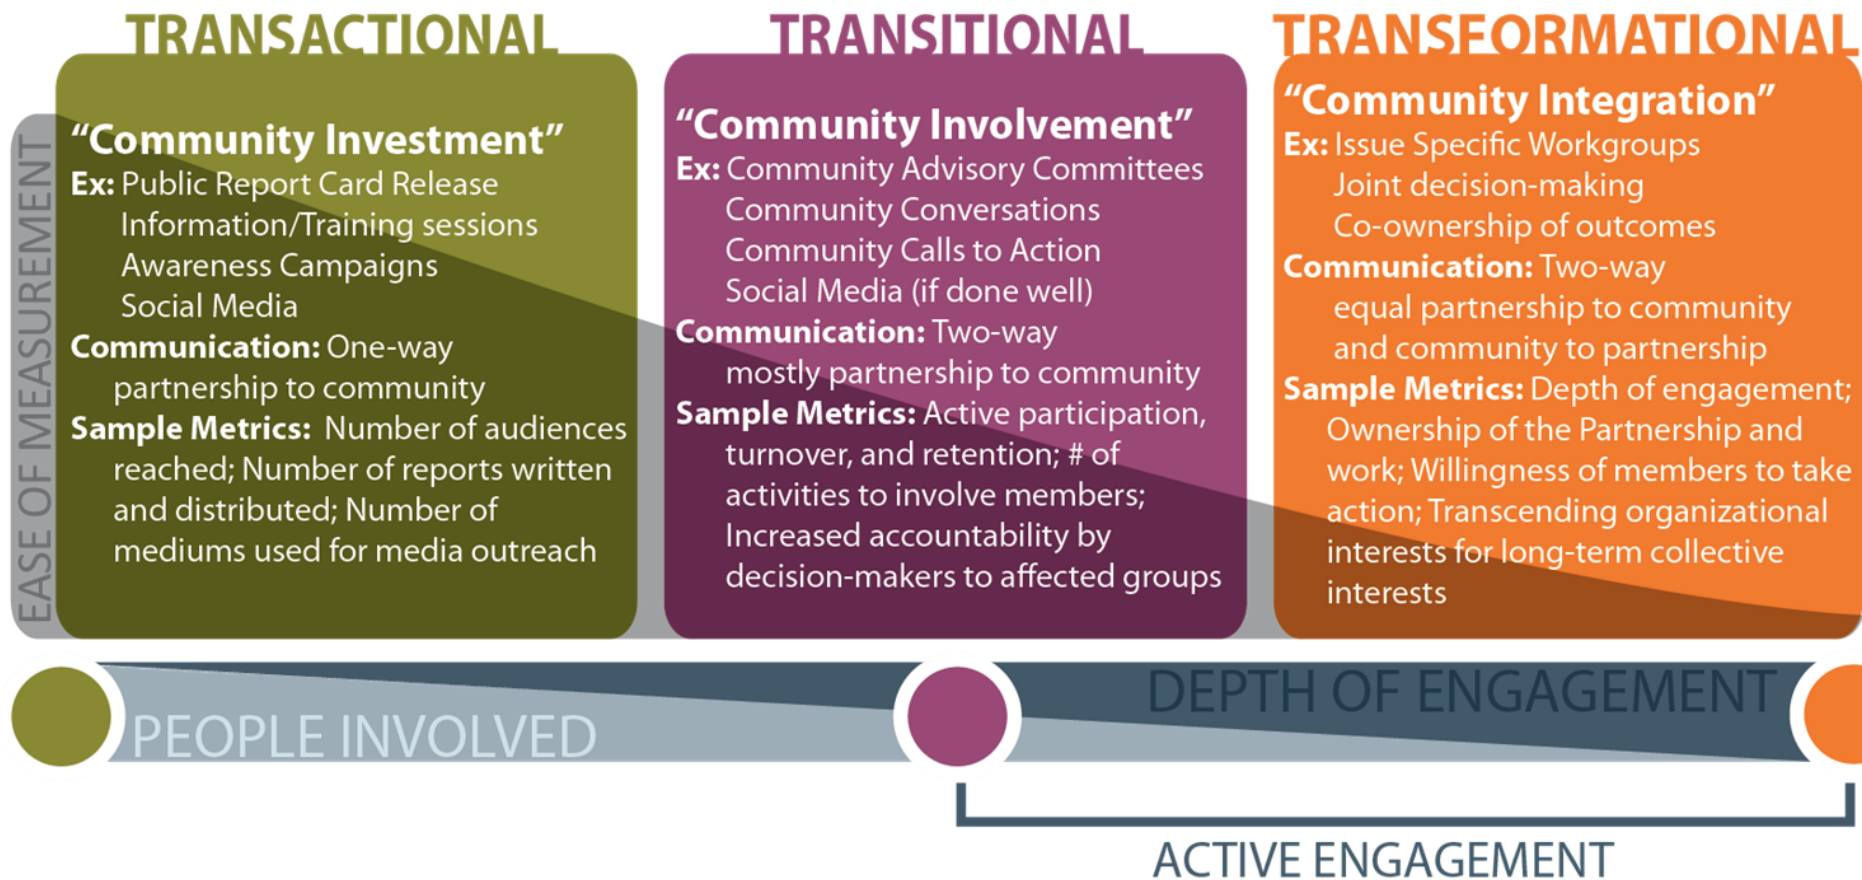 TRANSACTIONAL
"Community Investment"
Ex: Public Report Card Release
Information/Training sessions
Awareness Campaigns
Social Media
Communication: One-way
partnership to community
Sample Metrics: Number of audiences
reached; Number of reports written
and distributed; Number of
mediums used for media outreach
TRANSITIONAL
"Community Involvement"
Ex: Community Advisory Committees
Community Conversations
Community Calls to Action
Social Media (if done well)
Communication: Two-way
mostly partnership to community
Sample Metrics: Active participation,
turnover, and retention; # of
activities to involve members;
Increased accountability by
decision-makers to affected groups
TRANSFORMATIONAL
"Community Integration"
Ex: Issue Specific Workgroups
Joint decision-making
Co-ownership of outcomes
Communication: Two-way
equal partnership to community
and community to partnership
Sample Metrics: Depth of engagement;
Ownership of the Partnership and
work; Willingness of members to take
action; Transcending organizational
interests for long-term collective
interests
EASE OF MEASUREMENT
PEOPLE INVOLVED
DEPTH OF ENGAGEMENT
ACTIVE ENGAGEMENT